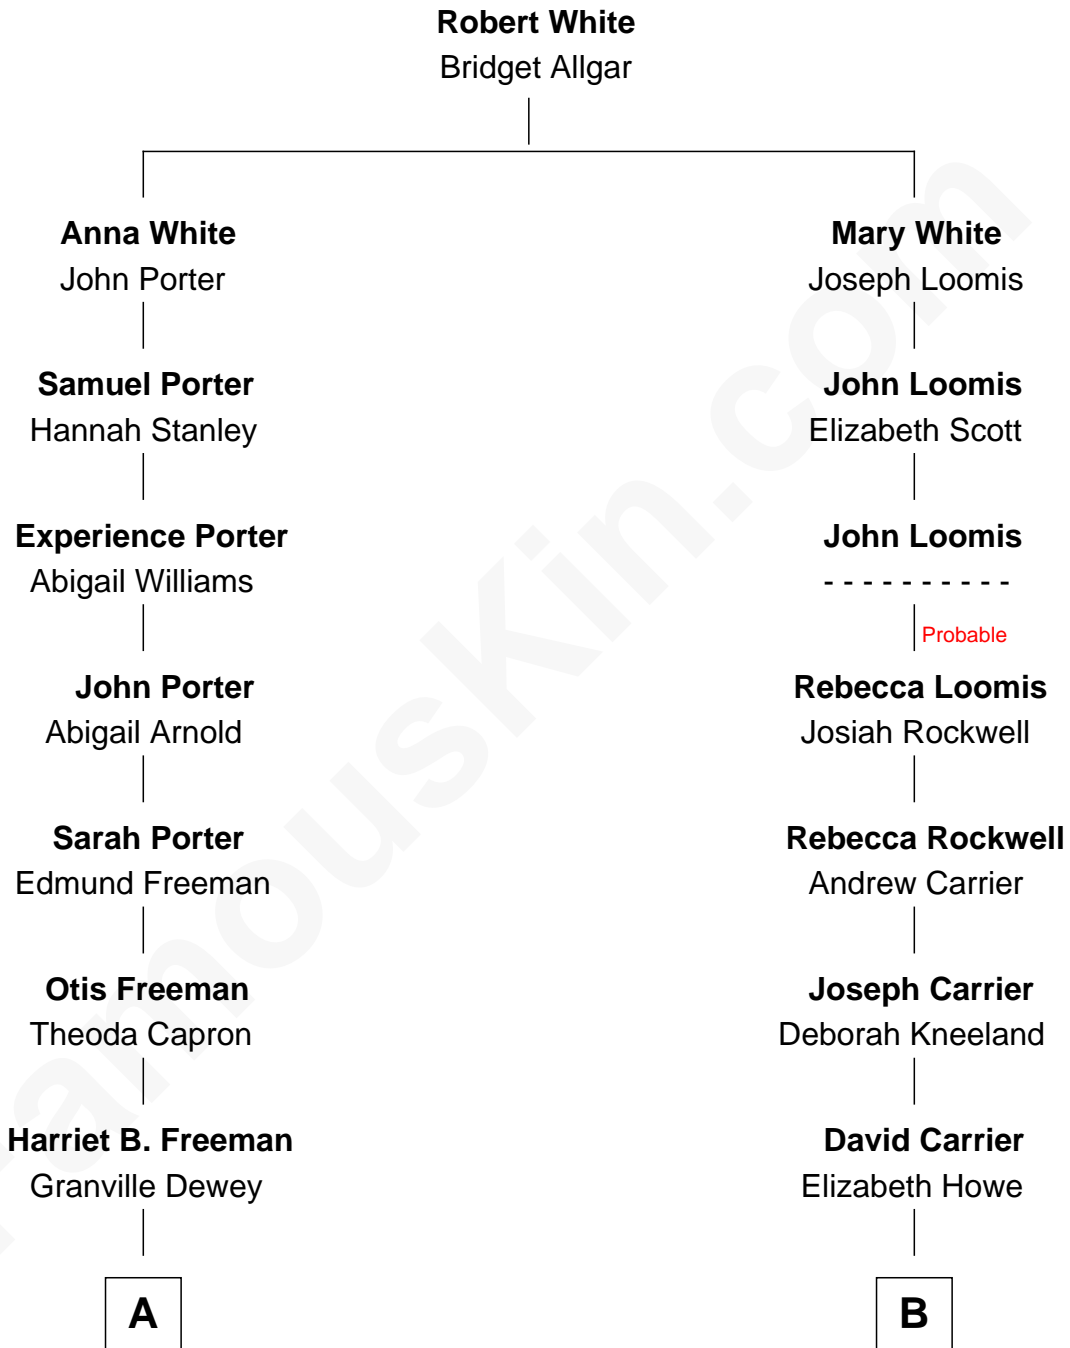 Robert White
Bridget Allgar
Anna White
John Porter
Mary White
Joseph Loomis
Samuel Porter
Hannah Stanley
John Loomis
Elizabeth Scott
Experience Porter
Abigail Williams
John Loomis
- - - - - - - - - -
Probable
John Porter
Abigail Arnold
Rebecca Loomis
Josiah Rockwell
Sarah Porter
Edmund Freeman
Rebecca Rockwell
Andrew Carrier
Otis Freeman
Theoda Capron
Joseph Carrier
Deborah Kneeland
Harriet B. Freeman
Granville Dewey
David Carrier
Elizabeth Howe
A
B
FamousKin.com